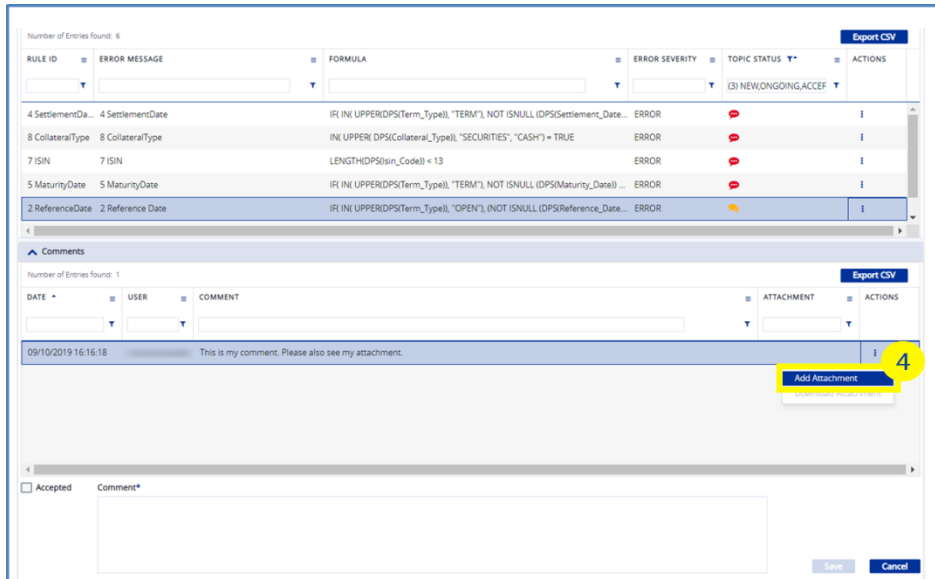 Number of Entries found: 6
Export CSV
RULE ID ERROR MESSAGE FORMULA ERROR SEVERITY TOPIC STATUS ACTIONS
(3) NEW,ONGOING,ACCEF
4 SettlementDa... 4 SettlementDate IF( IN( UPPER(DPS(Term_Type)), "TERM"), NOT ISNULL (DPS(Settlement_Date... ERROR
8 CollateralType 8 CollateralType IN( UPPER( DPS(Collateral_Type)), "SECURITIES", "CASH") = TRUE ERROR
7 ISIN 7 ISIN LENGTH(DPS(Isin_Code)) < 13 ERROR
5 MaturityDate 5 MaturityDate IF( IN( UPPER(DPS(Term_Type)), "TERM"), NOT ISNULL (DPS(Maturity_Date)) ... ERROR
2 ReferenceDate 2 Reference Date IF( IN( UPPER(DPS(Term_Type)), "OPEN"), (NOT ISNULL (DPS(Reference_Date... ERROR
Comments
Number of Entries found: 1
Export CSV
DATE USER COMMENT ATTACHMENT ACTIONS
09/10/2019 16:16:18 This is my comment. Please also see my attachment.
4
Add Attachment
Download Attachment
Accepted Comment*
Save Cancel